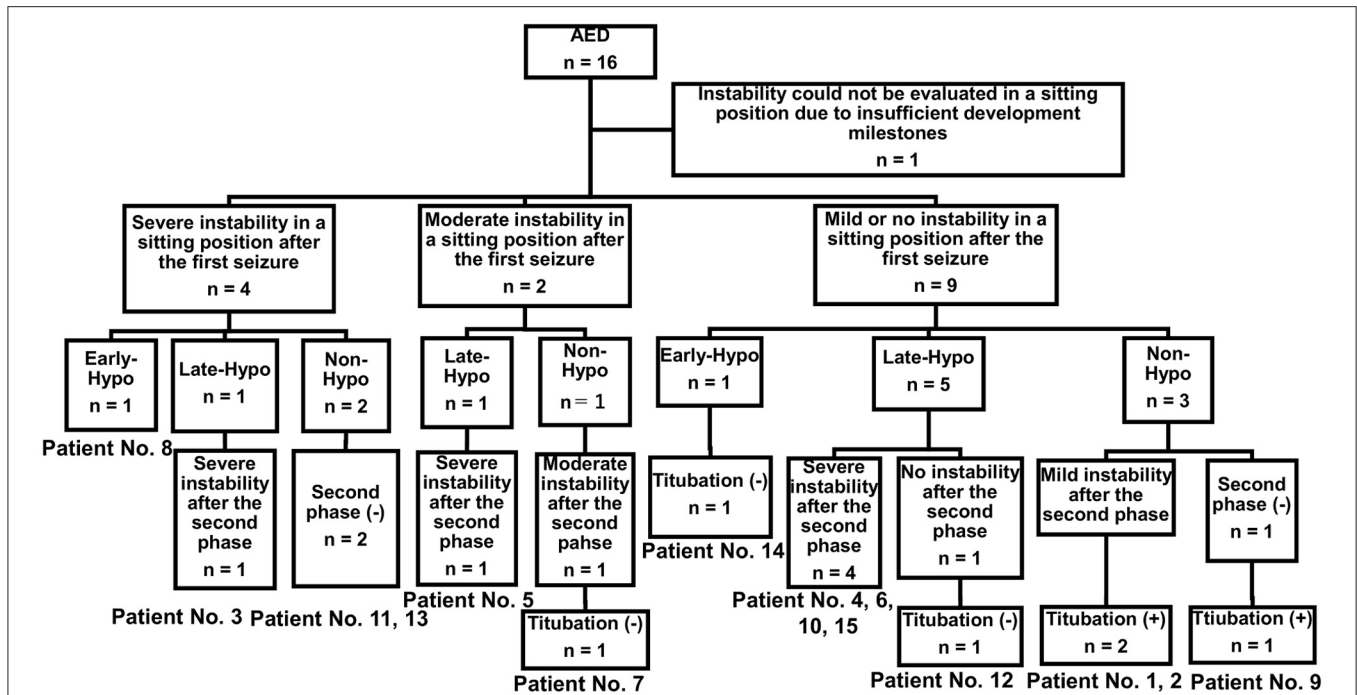 AED
n = 16
Instability could not be evaluated in a sitting
position due to insufficient development
milestones
n = 1
Severe instability in a
sitting position after
the first seizure
n = 4
Moderate instability in
a sitting position after
the first seizure
n = 2
Mild or no instability in a
sitting position after the
first seizure
n = 9
Early-
Hypo
n = 1
Patient No. 8
Late-Hypo
n = 1
Non-
Hypo
n = 2
Late-
Hypo
n = 1
Non-
Hypo
n = 1
Early-Hypo
n = 1
Late-Hypo
n = 5
Non-
Hypo
n = 3
Severe
instability
after the
second
phase
n = 1
Patient No. 3
Second
phase (-)
n = 2
Patient No. 11, 13
Severe
instability
after the
second
phase
n = 1
Patient No. 5
Moderate
instability
after the
second
pahse
n = 1
Titubation (-)
n = 1
Patient No. 7
Titubation (-)
n = 1
Patient No. 14
Severe
instability
after the
second
phase
n = 4
Patient No. 4, 6,
10, 15
No instability
after the
second
phase
n = 1
Titubation (-)
n = 1
Patient No. 12
Mild instability
after the
second phase
Titubation (+)
n = 2
Patient No. 1, 2
Second
phase (-)
n = 1
Ttiubation (+)
n = 1
Patient No. 9